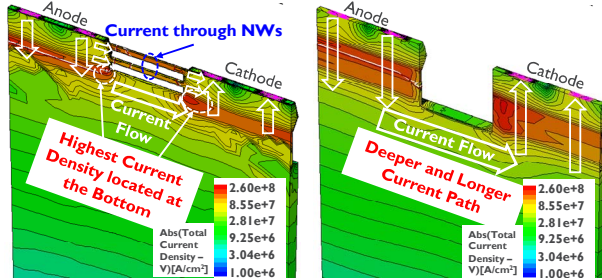 Anode
Current through NWs
Cathode
Current
Flow
Highest Current
Density located at
the Bottom
Abs(Total
Current
Density –
V)[A/cm²]
2.60e+8
8.55e+7
2.81e+7
9.25e+6
3.04e+6
1.00e+6
Anode
Cathode
Current Flow
Deeper and Longer
Current Path
Abs(Total
Current
Density –
V)[A/cm²]
2.60e+8
8.55e+7
2.81e+7
9.25e+6
3.04e+6
1.00e+6